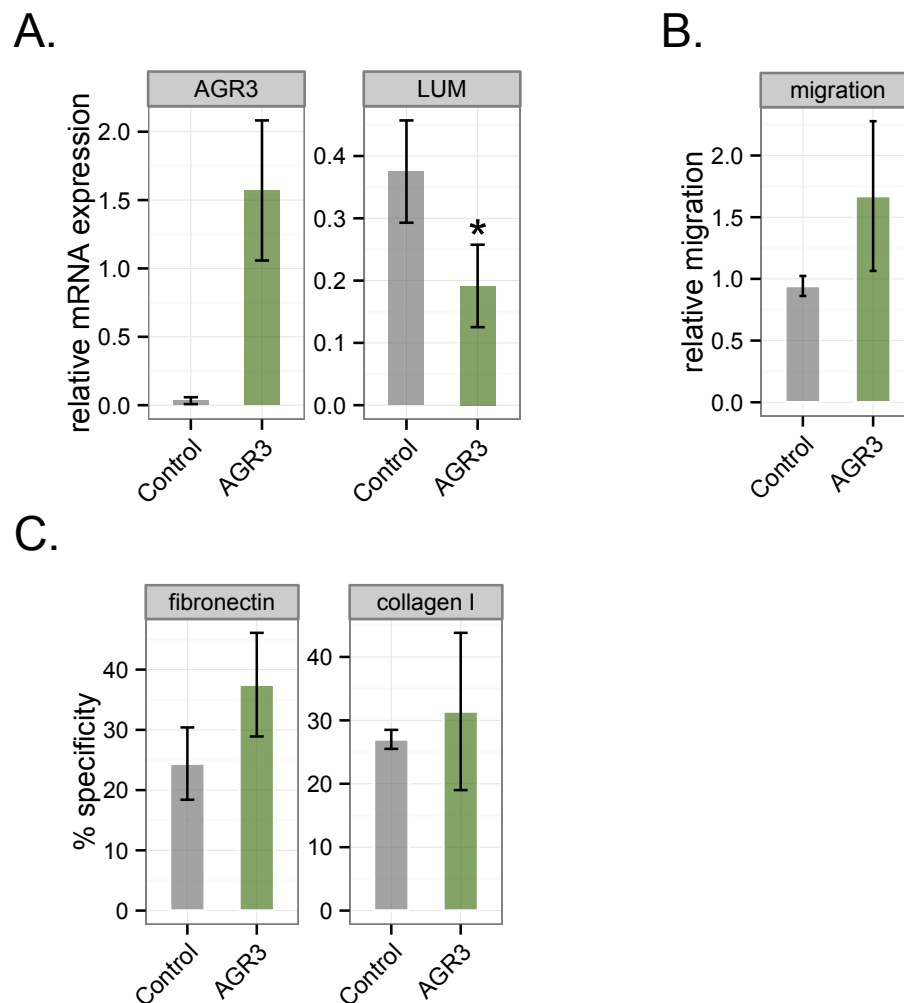 A.
B.
AGR3
LUM
migration
relative mRNA expression
2.0
1.5
1.0
0.5
0.0
0.4
0.3
0.2
0.1
0.0
*
relative migration
2.0
1.5
1.0
0.5
0.0
Control
AGR3
Control
AGR3
Control
AGR3
C.
fibronectin
collagen I
% specificity
40
30
20
10
0
40
30
20
10
0
Control
AGR3
Control
AGR3